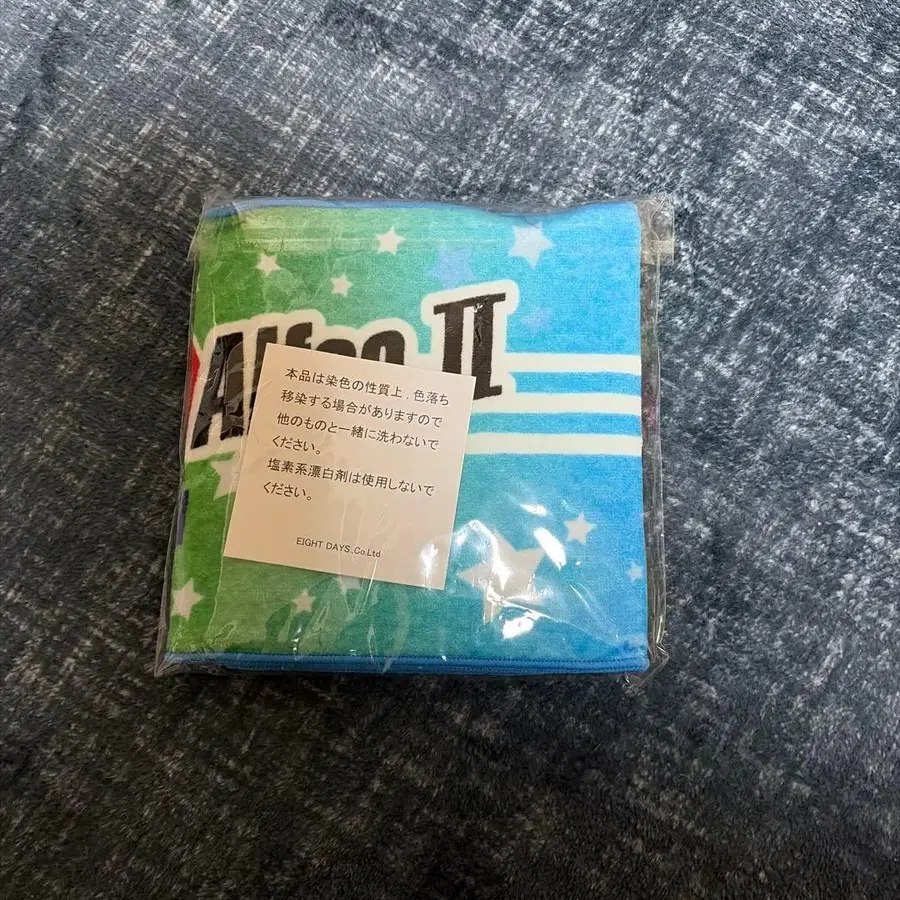 Alfee II
本品は染色の性質上，色落ち
移染する場合がありますので
他のものと一緒に洗わないで
ください。
塩素系漂白剤は使用しないで
ください。
EIGHT DAYS.Co.Ltd